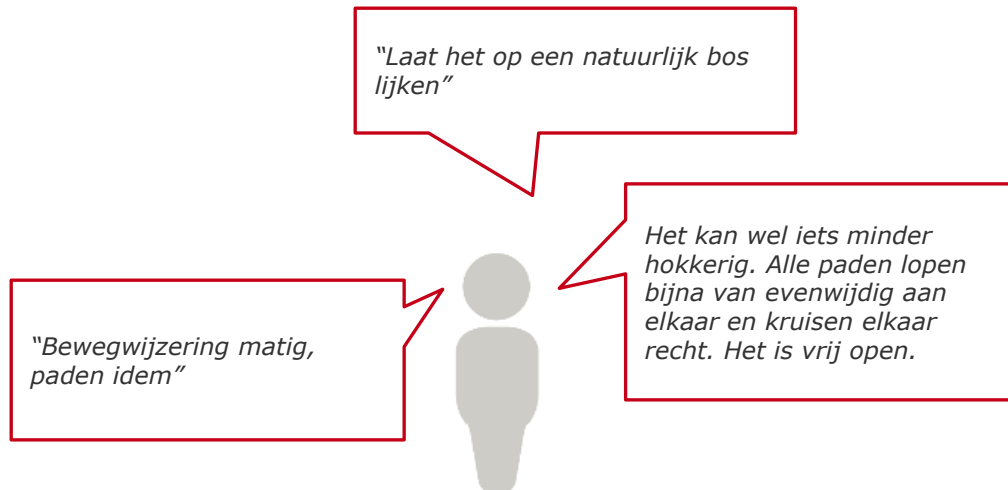 “Laat het op een natuurlijk bos
lijken”
Het kan wel iets minder
hokkerig. Alle paden lopen
bijna van evenwijdig aan
elkaar en kruisen elkaar
recht. Het is vrij open.
“Bewegwijzering matig,
paden idem”